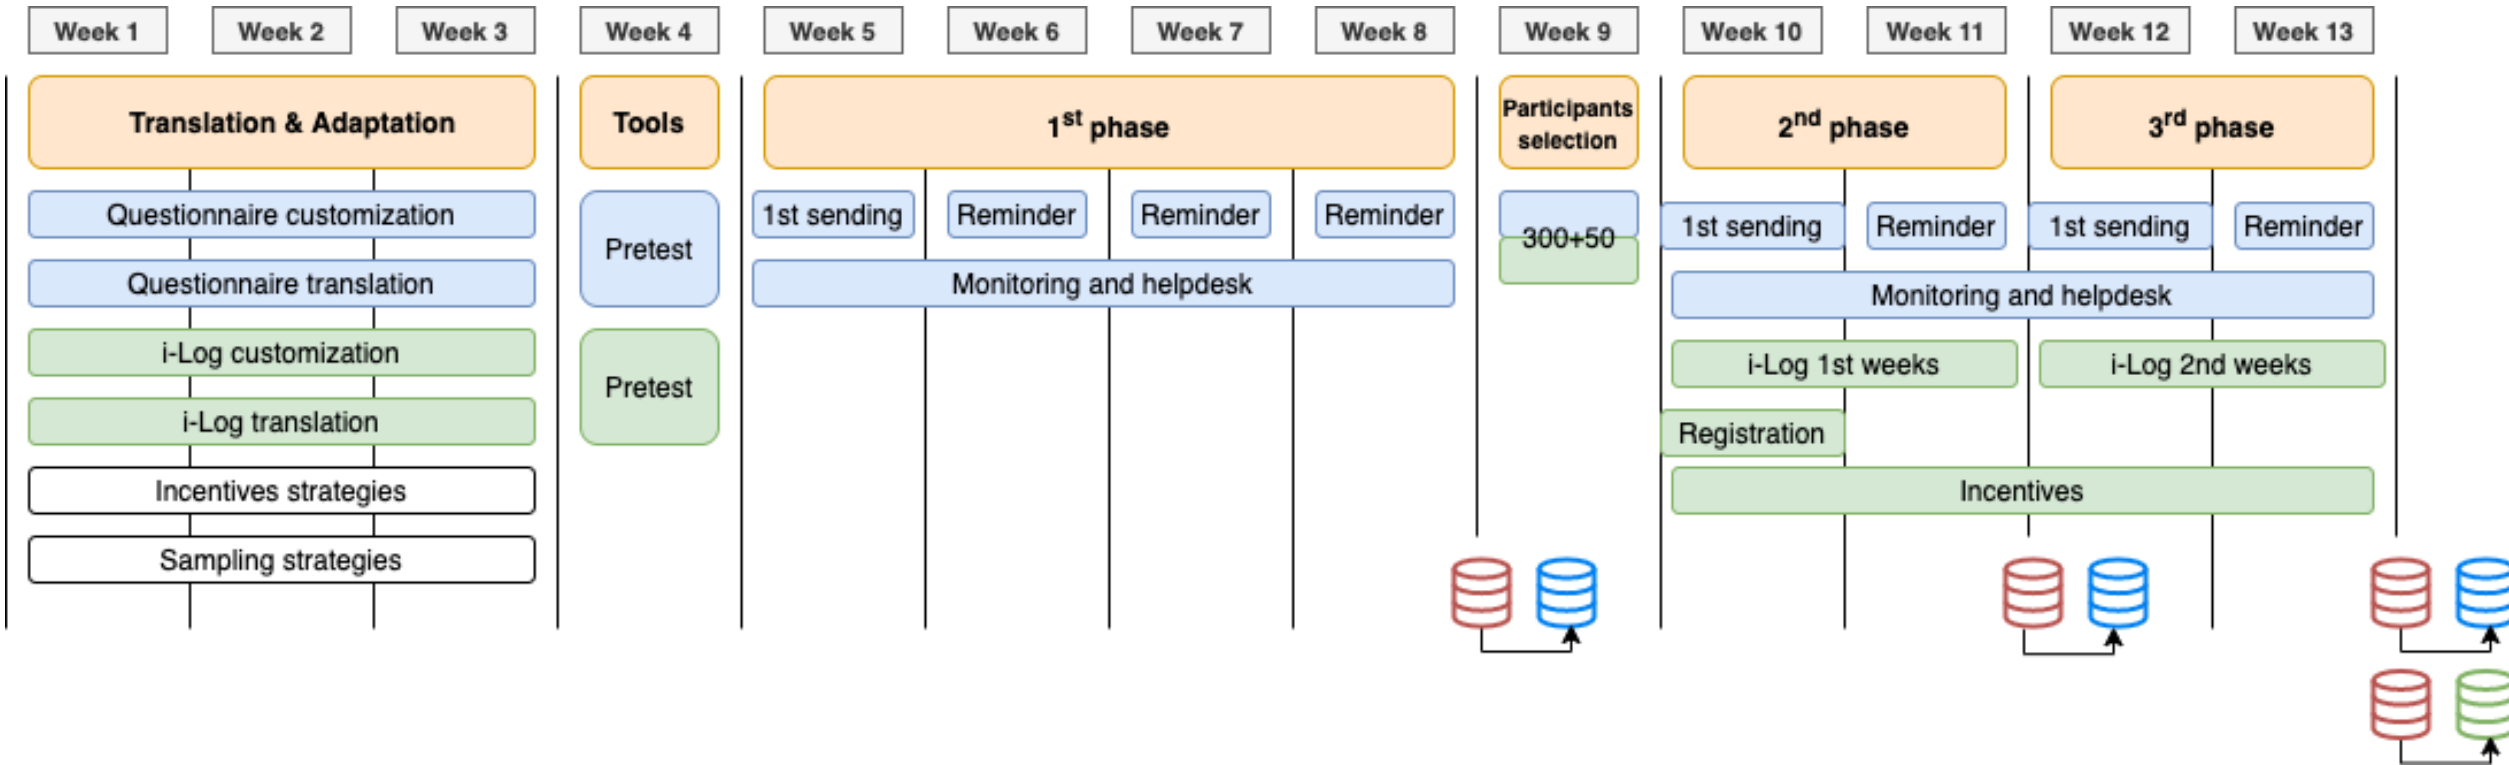 Week 1
Week 2
Week 3
Week 4
Week 5
Week 6
Week 7
Week 8
Week 9
Week 10
Week 11
Week 12
Week 13
Translation & Adaptation
Tools
1st phase
Participants
selection
2nd phase
3rd phase
Questionnaire customization
Questionnaire translation
i-Log customization
i-Log translation
Incentives strategies
Sampling strategies
Pretest
Pretest
1st sending
Reminder
Reminder
Reminder
Monitoring and helpdesk
300+50
1st sending
Reminder
1st sending
Reminder
Monitoring and helpdesk
i-Log 1st weeks
i-Log 2nd weeks
Registration
Incentives